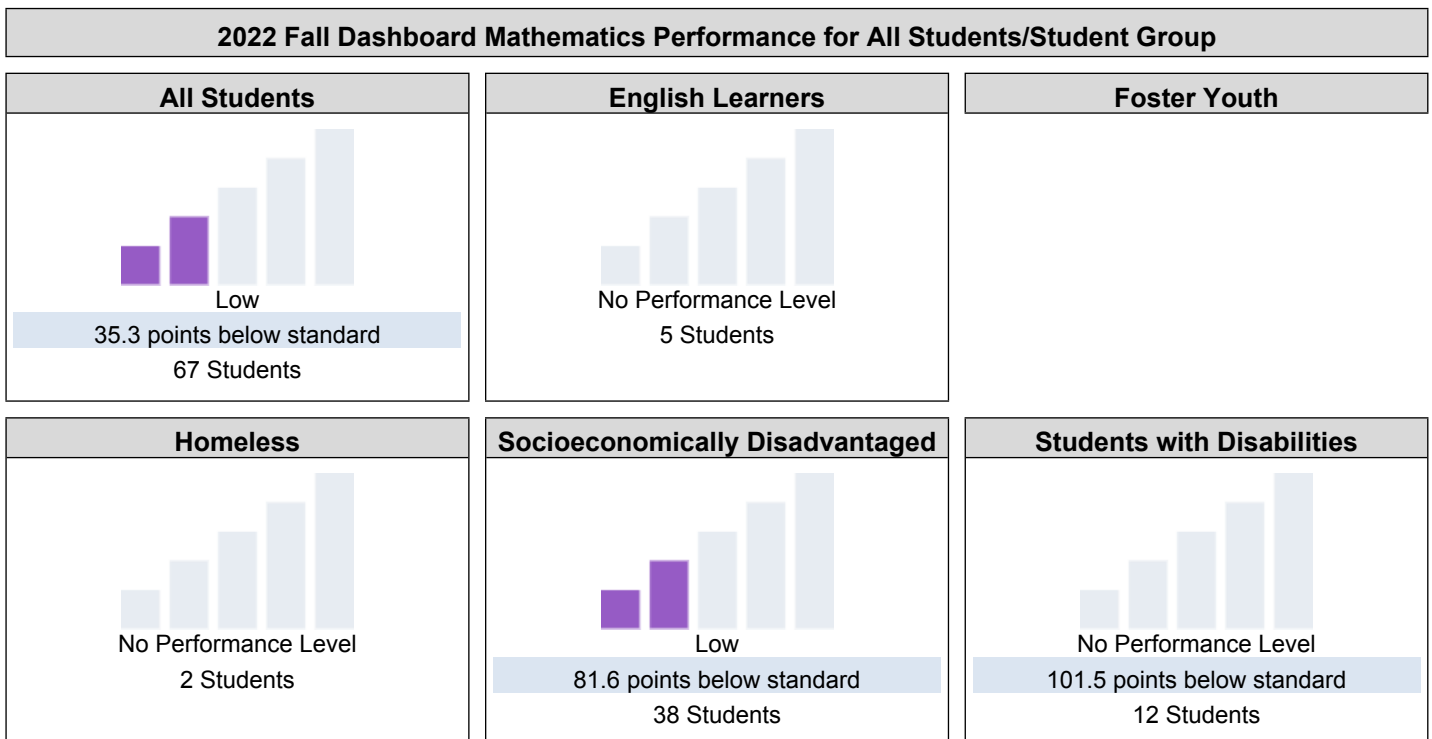 2022 Fall Dashboard Mathematics Performance for All Students/Student Group
All Students
Low
35.3 points below standard
67 Students
English Learners
No Performance Level
5 Students
Foster Youth
Homeless
No Performance Level
2 Students
Socioeconomically Disadvantaged
Low
81.6 points below standard
38 Students
Students with Disabilities
No Performance Level
101.5 points below standard
12 Students